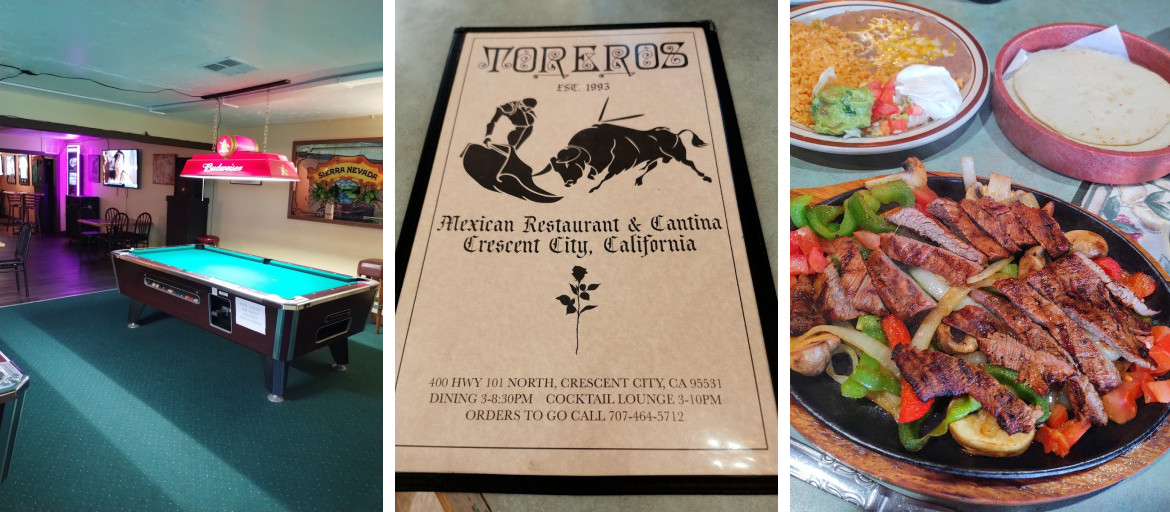 Budweiser
SIERRA NEVADA
TOREROS
EST. 1993
Mexican Restaurant & Cantina
Crescent City, California
400 HWY 101 NORTH, CRESCENT CITY, CA 95531
DINING 3-8:30PM COCKTAIL LOUNGE 3-10PM
ORDERS TO GO CALL 707-464-5712